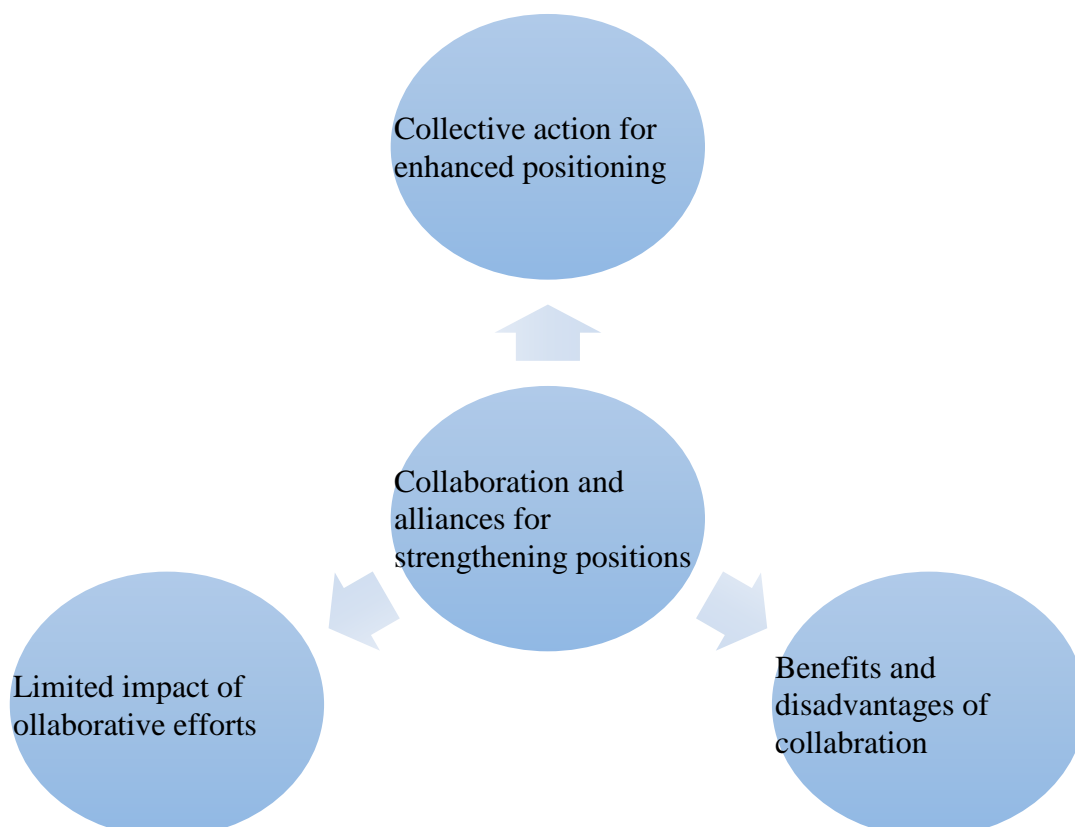 Collective action for
enhanced positioning
Collaboration and
alliances for
strengthening positions
Limited impact of
ollaborative efforts
Benefits and
disadvantages of
collabration